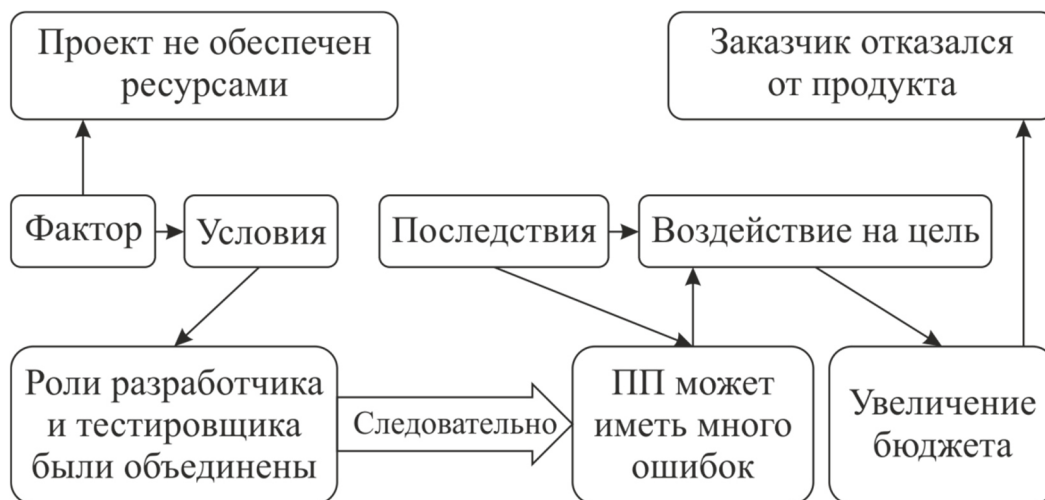 Проект не обеспечен
ресурсами
Заказчик отказался
от продукта
Фактор
Условия
Последствия
Воздействие на цель
Роли разработчика
и тестировщика
были объединены
Следовательно
ПП может
иметь много
ошибок
Увеличение
бюджета